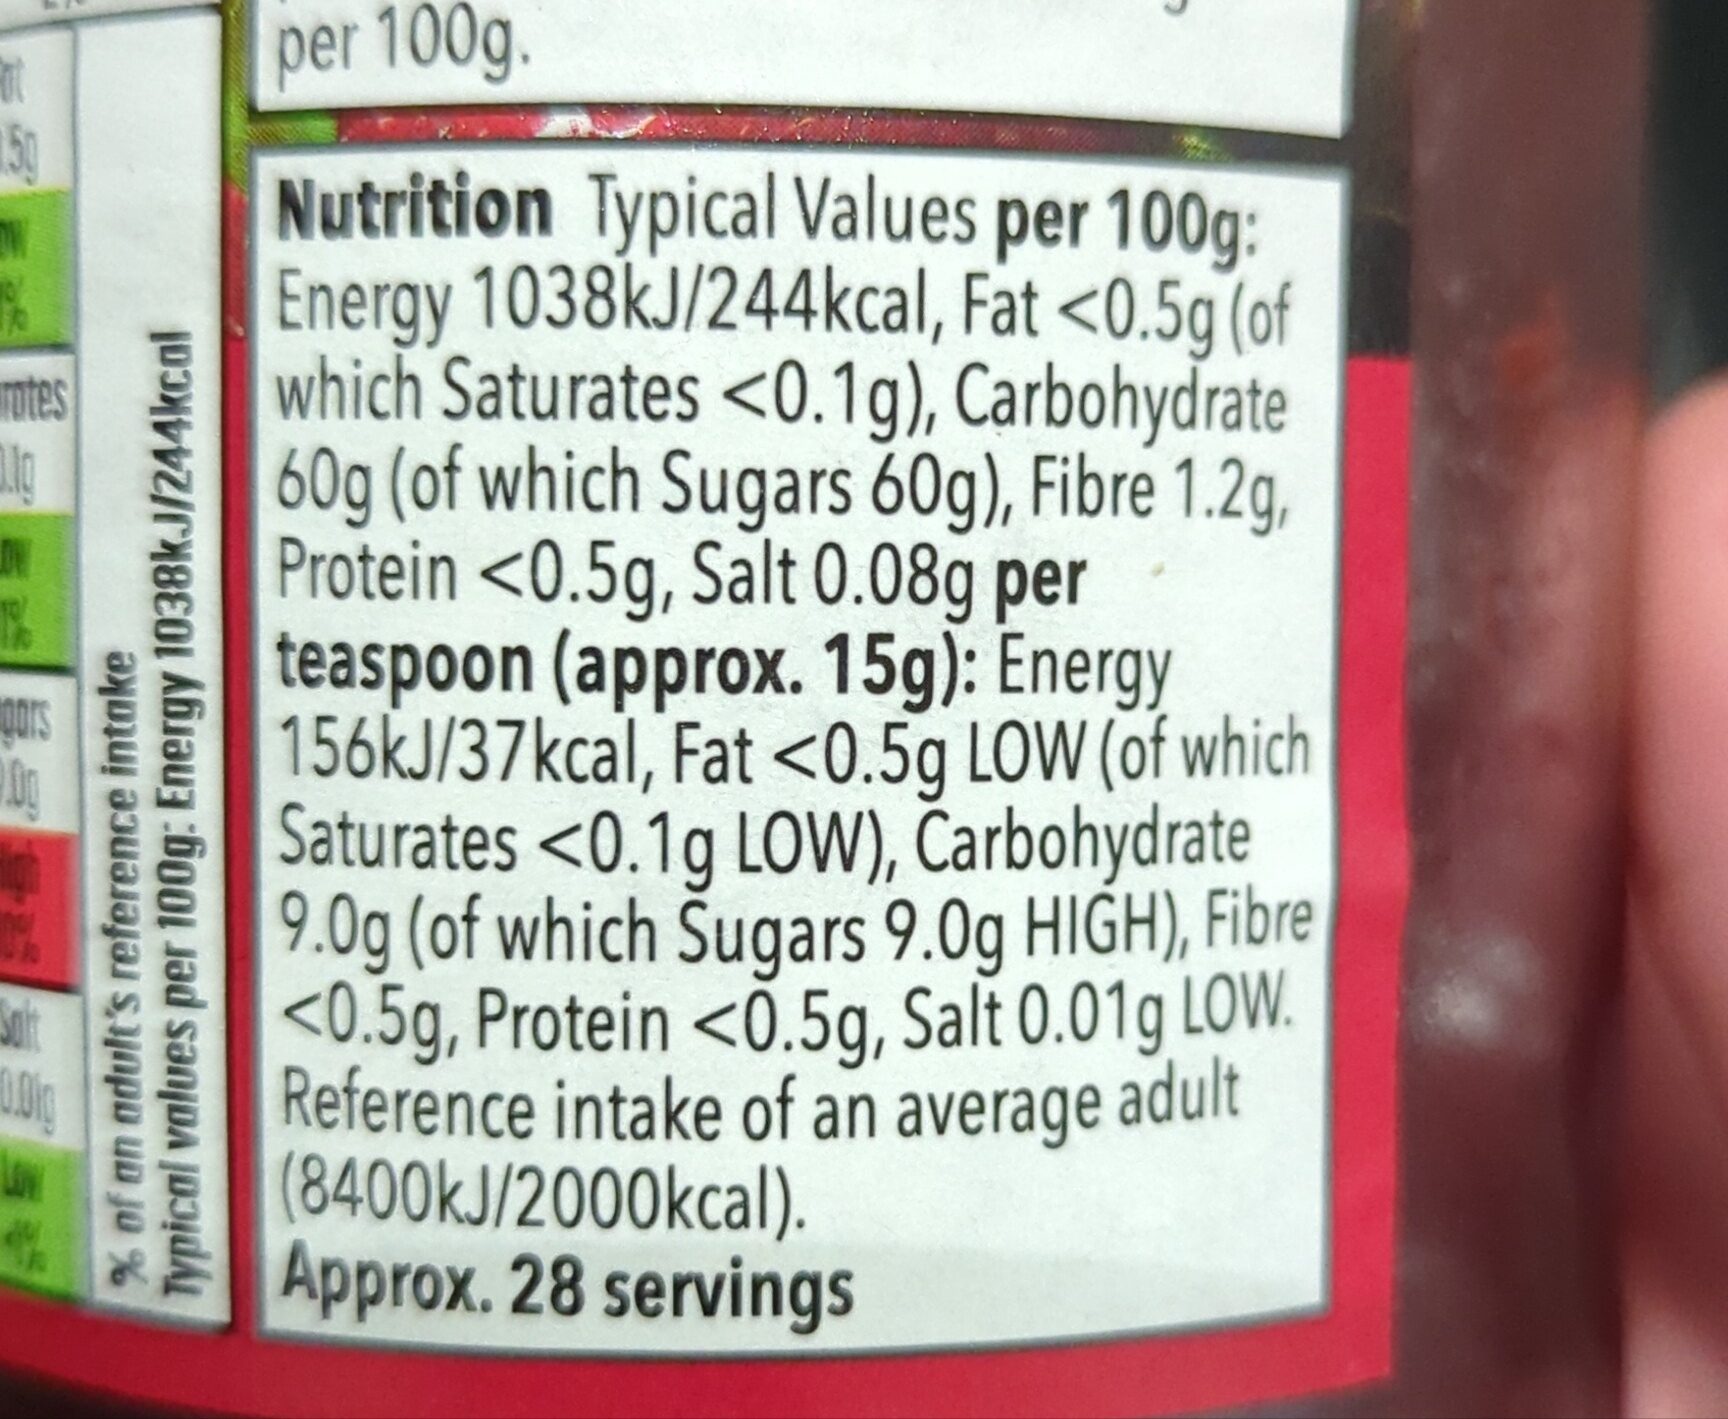 per 100g.
Nutrition Typical Values per 100g:
Energy 1038kJ/244kcal, Fat <0.5g (of
which Saturates <0.1g), Carbohydrate
60g (of which Sugars 60g), Fibre 1.2g,
Protein <0.5g, Salt 0.08g per
teaspoon (approx. 15g): Energy
156kJ/37kcal, Fat <0.5g LOW (of which
Saturates <0.1g LOW), Carbohydrate
9.0g (of which Sugars 9.0g HIGH), Fibre
<0.5g, Protein <0.5g, Salt 0.01g LOW.
Reference intake of an average adult
(8400kJ/2000kcal).
Approx. 28 servings
% of an adult's reference intake
Typical values per 100g: Energy 1038kJ/244kcal
Salt
0.01g
Low